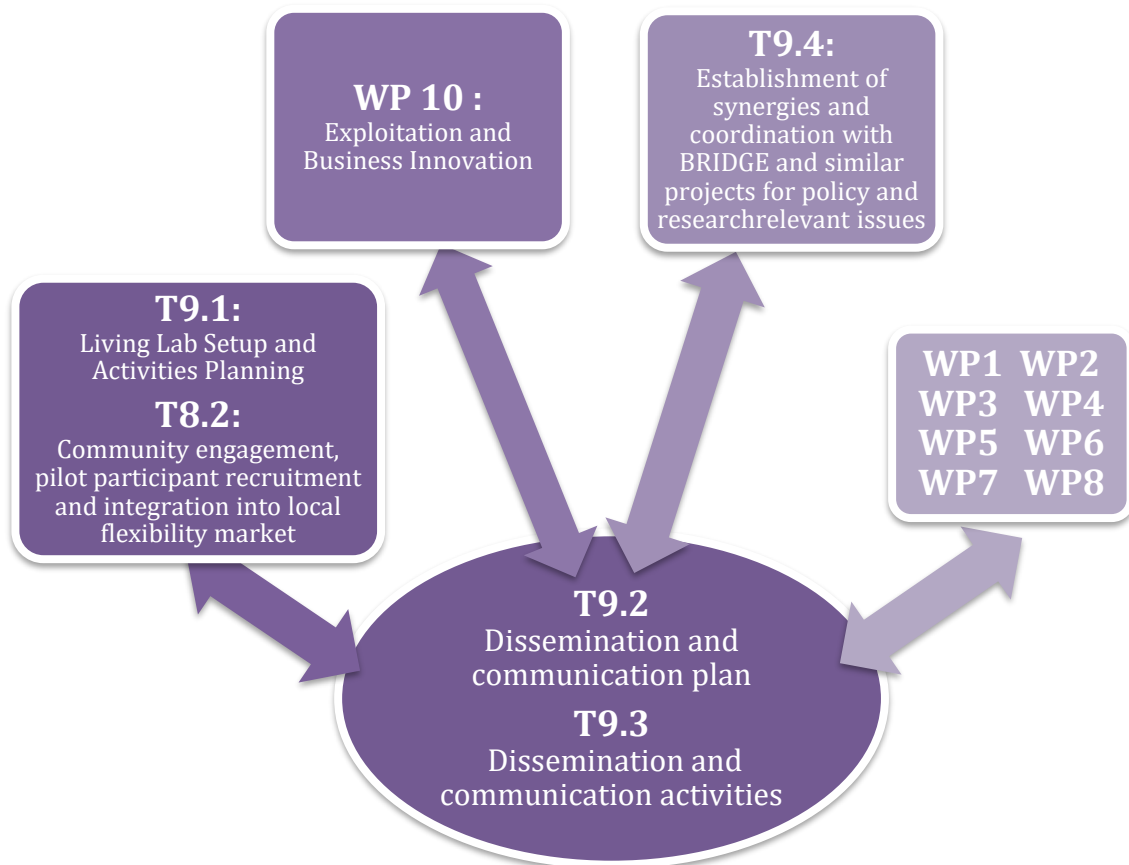 WP 10 :
Exploitation and
Business Innovation
T9.4:
Establishment of
synergies and
coordination with
BRIDGE and similar
projects for policy and
researchrelevant issues
T9.1:
Living Lab Setup and
Activities Planning
T8.2:
Community engagement,
pilot participant recruitment
and integration into local
flexibility market
WP1 WP2
WP3 WP4
WP5 WP6
WP7 WP8
T9.2
Dissemination and
communication plan
T9.3
Dissemination and
communication activities